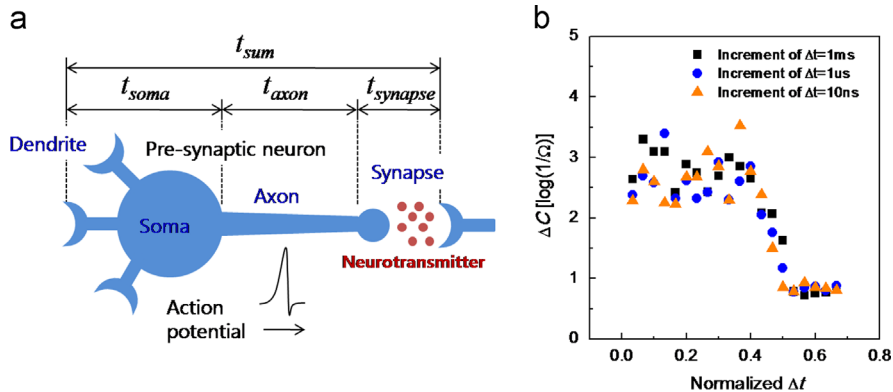 a
t_sum
t_soma
t_axon
t_synapse
Dendrite
Pre-synaptic neuron
Synapse
Axon
Soma
Neurotransmitter
Action
potential
b
Increment of Δt=1ms
Increment of Δt=1us
Increment of Δt=10ns
5
4
3
2
1
0
ΔC [log(1/Ω)]
0.0 0.2 0.4 0.6 0.8
Normalized Δt